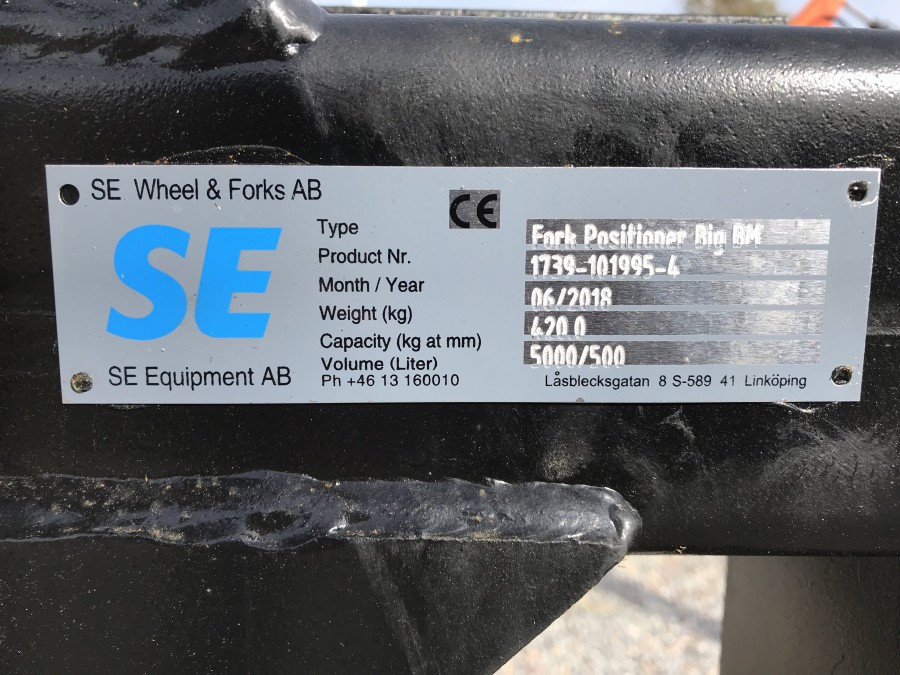 SE Wheel & Forks AB
CE
SE
Type Fork Positioner Big BM
Product Nr. 1739-101995-4
Month / Year 06/2018
Weight (kg) 420.0
Capacity (kg at mm) 5000/500
Volume (Liter)
SE Equipment AB
Ph +46 13 160010
Låsblecksgatan 8 S-589 41 Linköping